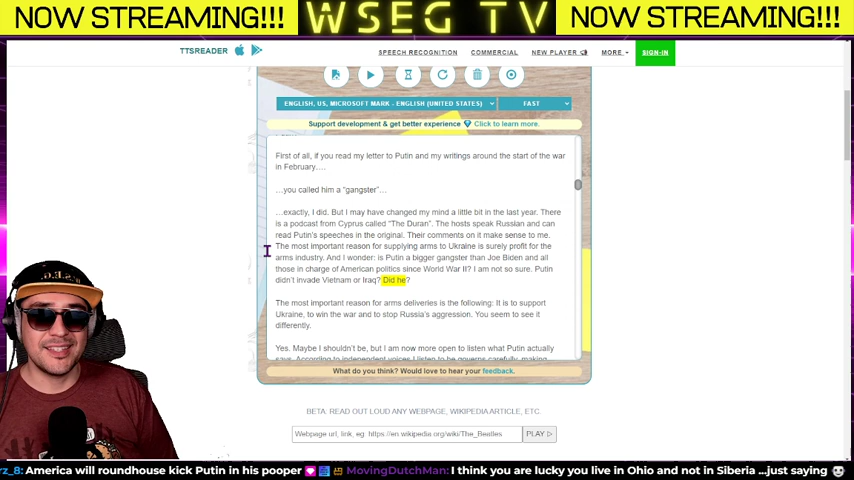 NOW STREAMING!!!
WSEG TV
NOW STREAMING!!!
TTSREADER
SPEECH RECOGNITION
COMMERCIAL
NEW PLAYER
MORE
SIGN-IN
ENGLISH, US, MICROSOFT MARK - ENGLISH (UNITED STATES)
FAST
Support development & get better experience 💎 Click to learn more.
First of all, if you read my letter to Putin and my writings around the start of the war
in February….
…you called him a “gangster”…
…exactly, I did. But I may have changed my mind a little bit in the last year. There
is a podcast from Cyprus called “The Duran”. The hosts speak Russian and can
read Putin’s speeches in the original. Their comments on it make sense to me.
The most important reason for supplying arms to Ukraine is surely profit for the
arms industry. And I wonder: is Putin a bigger gangster than Joe Biden and all
those in charge of American politics since World War II? I am not so sure. Putin
didn’t invade Vietnam or Iraq? Did he?
The most important reason for arms deliveries is the following: It is to support
Ukraine, to win the war and to stop Russia’s aggression. You seem to see it
differently.
Yes. Maybe I shouldn’t be, but I am now more open to listen what Putin actually
says. According to independent voices I listen to he governs carefully, making
What do you think? Would love to hear your feedback.
BETA: READ OUT LOUD ANY WEBPAGE, WIKIPEDIA ARTICLE, ETC.
Webpage url, link, eg: https://en.wikipedia.org/wiki/The_Beatles
PLAY ▷
W.S.E.G.
rz_8: America will roundhouse kick Putin in his pooper MovingDutchMan: I think you are lucky you live in Ohio and not in Siberia ...just saying